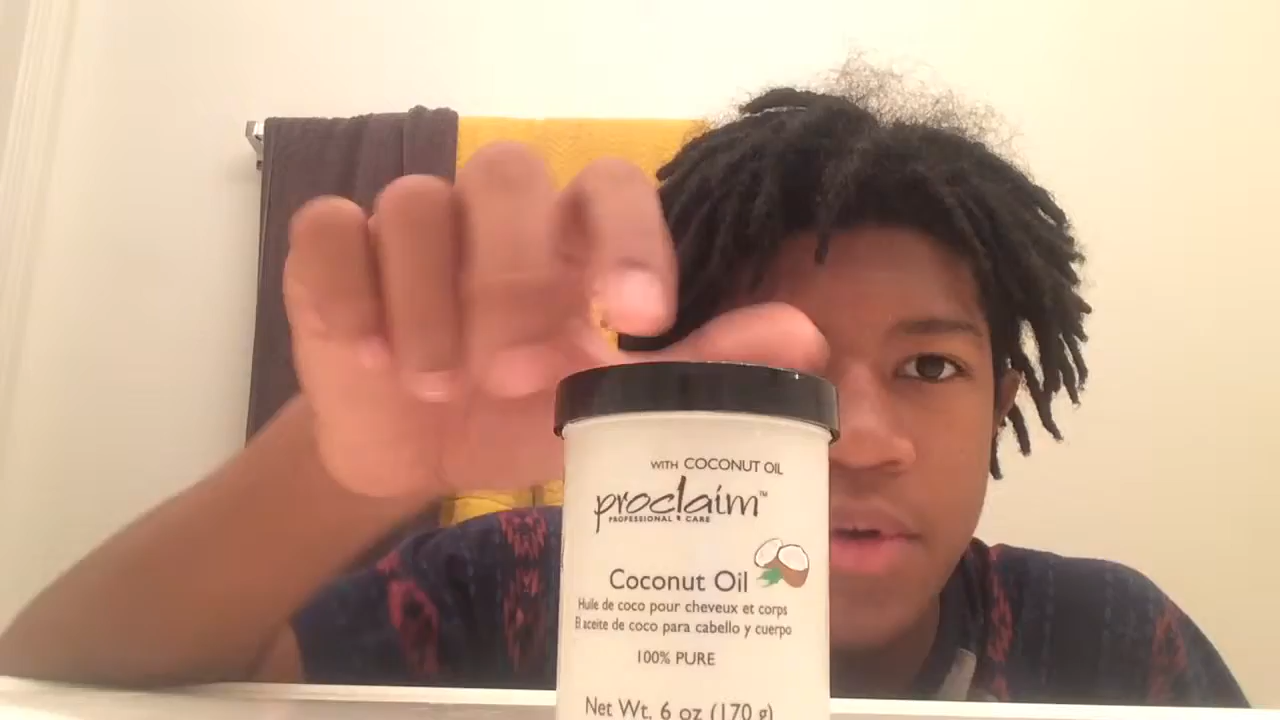 WITH COCONUT OIL
proclaim™
PROFESSIONAL CARE
Coconut Oil
Huile de coco pour cheveux et corps
El aceite de coco para cabello y cuerpo
100% PURE
Net Wt. 6 oz (170 g)